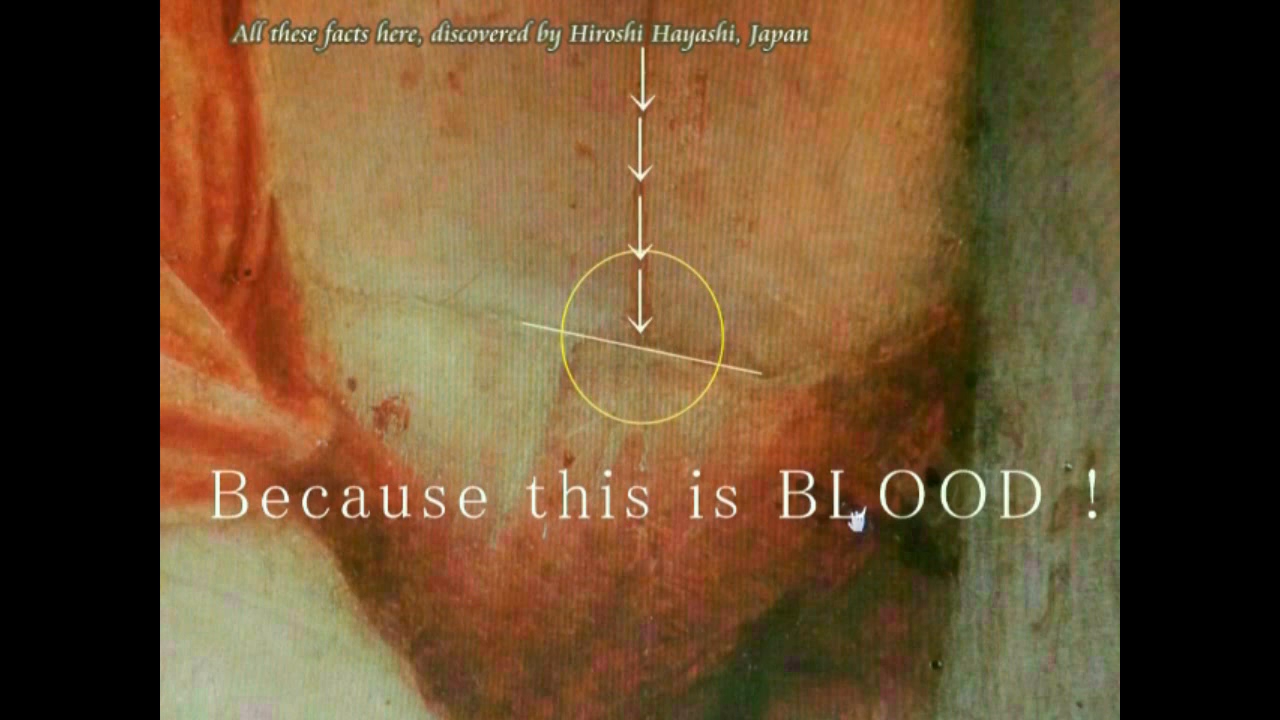 All these facts here, discovered by Hiroshi Hayashi, Japan
Because this is BLOOD !